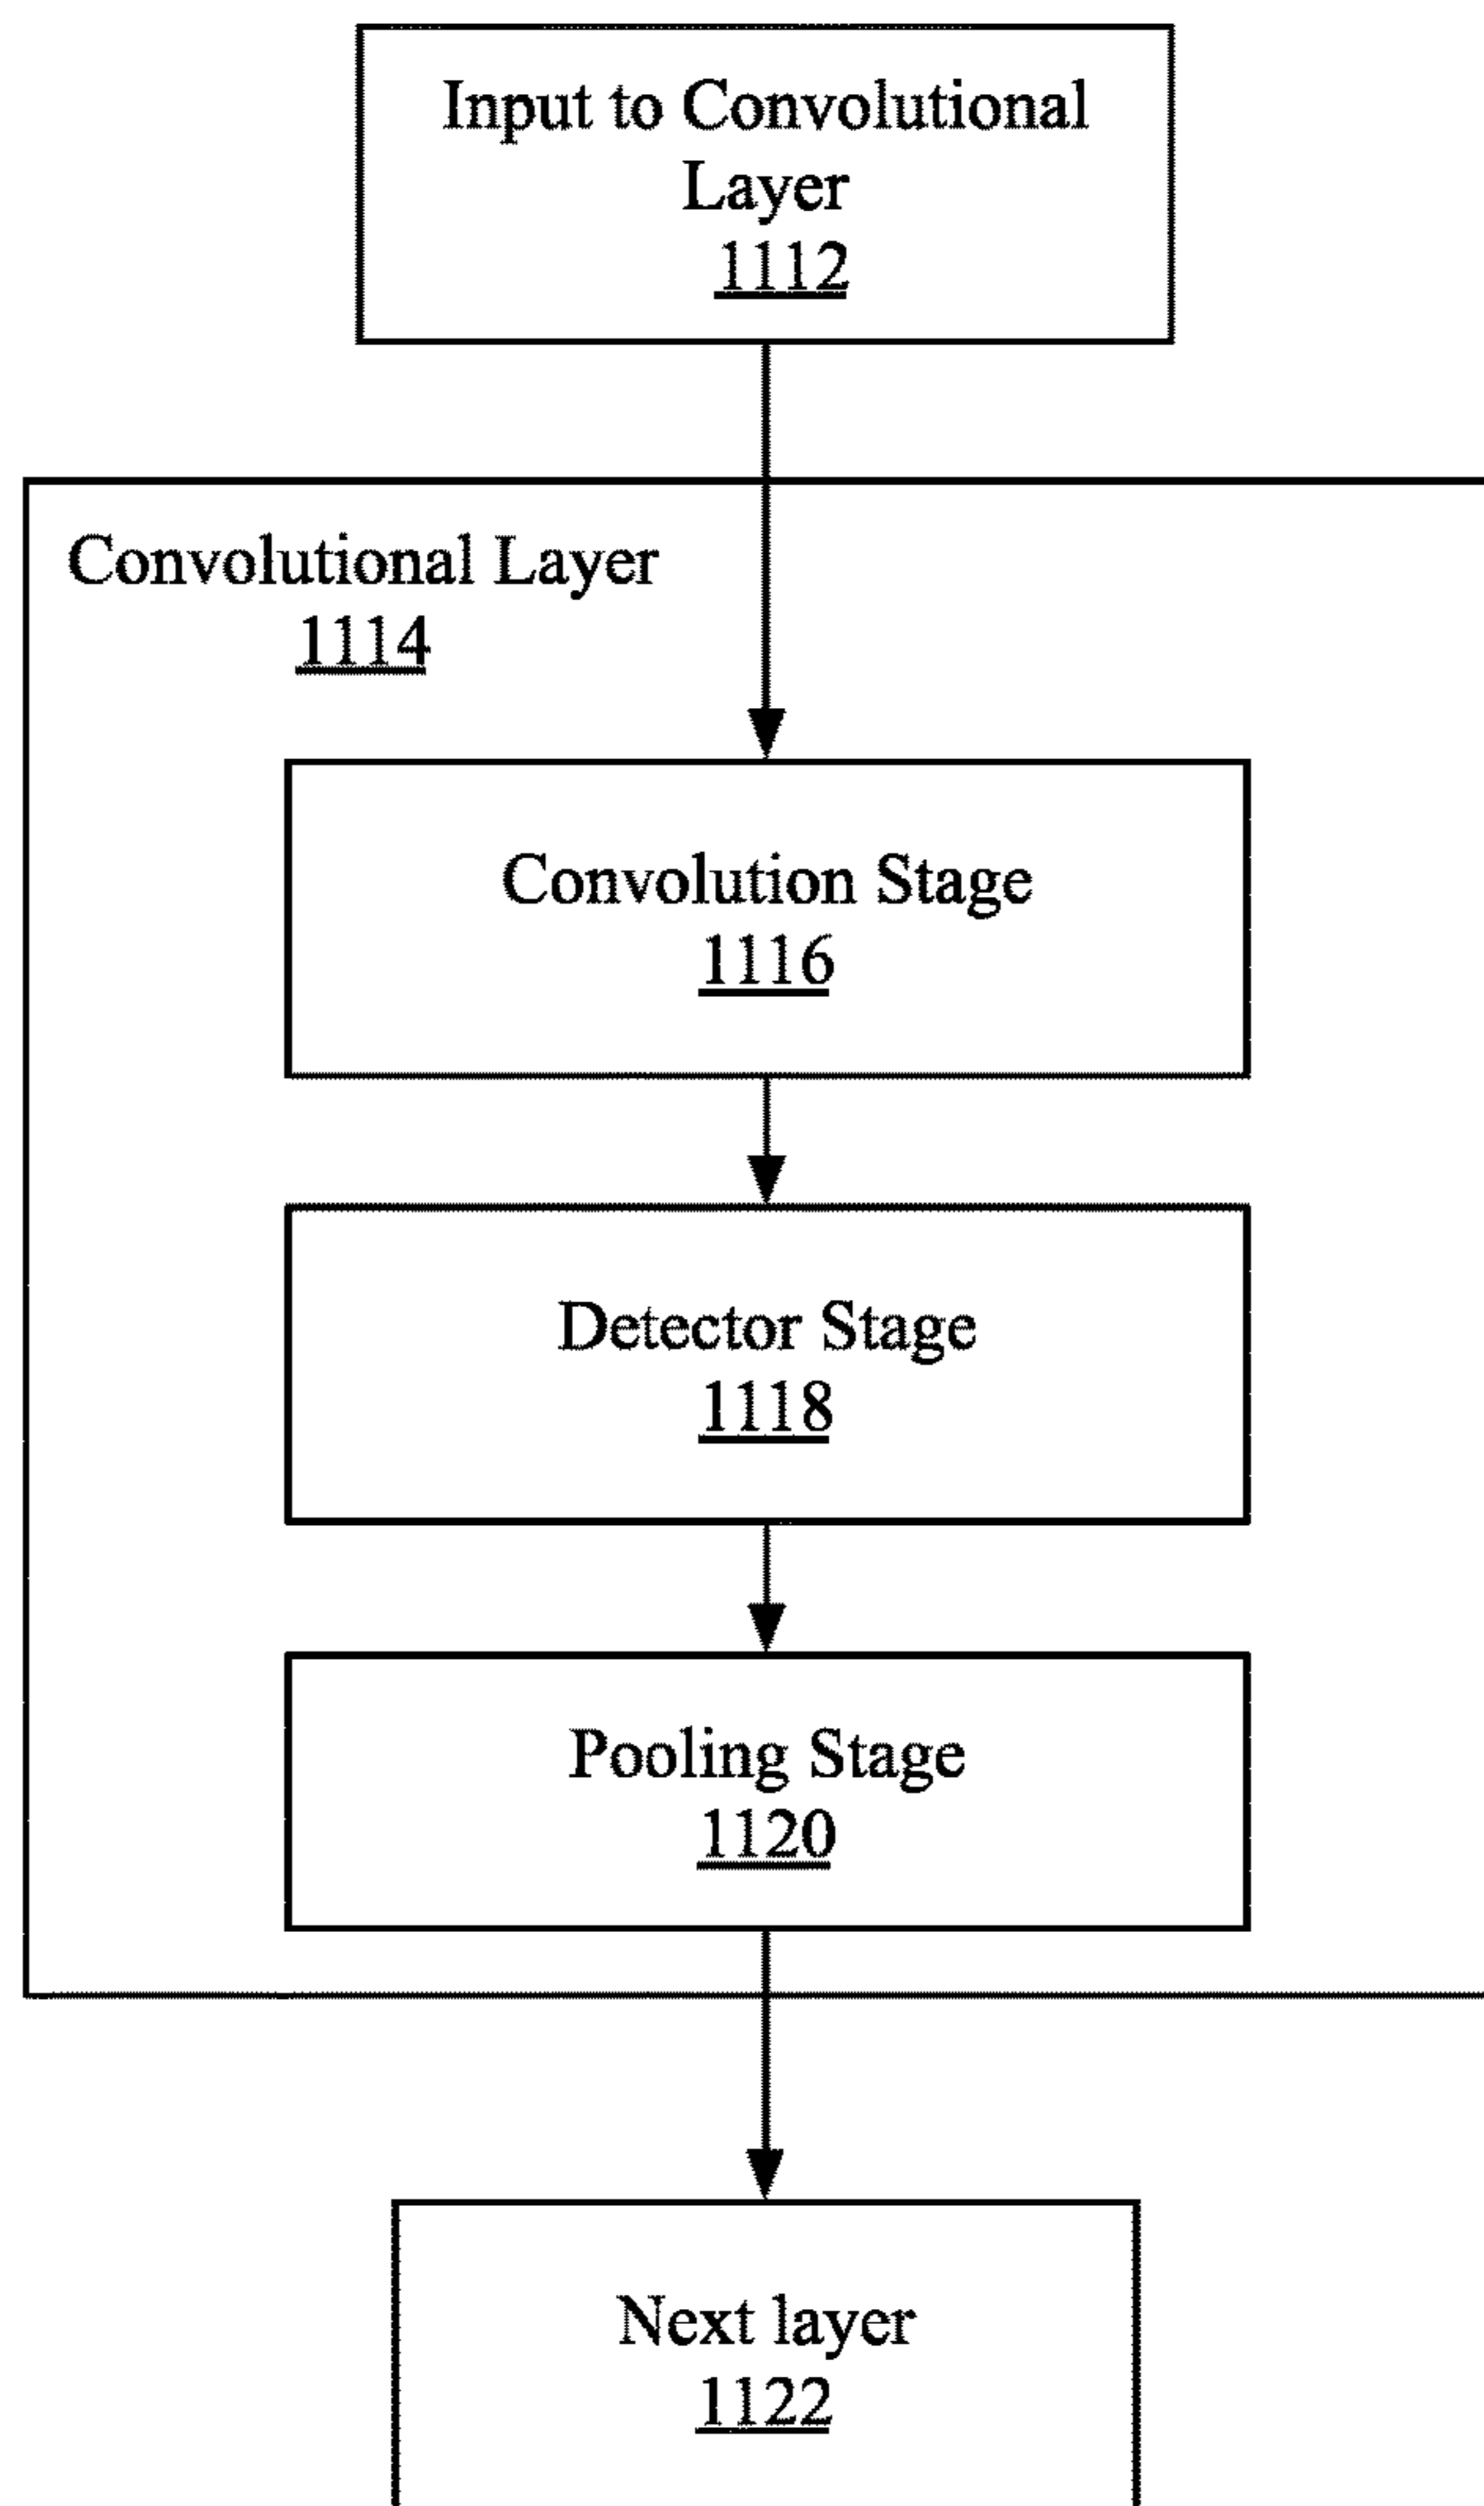 Input to Convolutional
Layer
1112
Convolutional Layer
1114
Convolution Stage
1116
Detector Stage
1118
Pooling Stage
1120
Next layer
1122